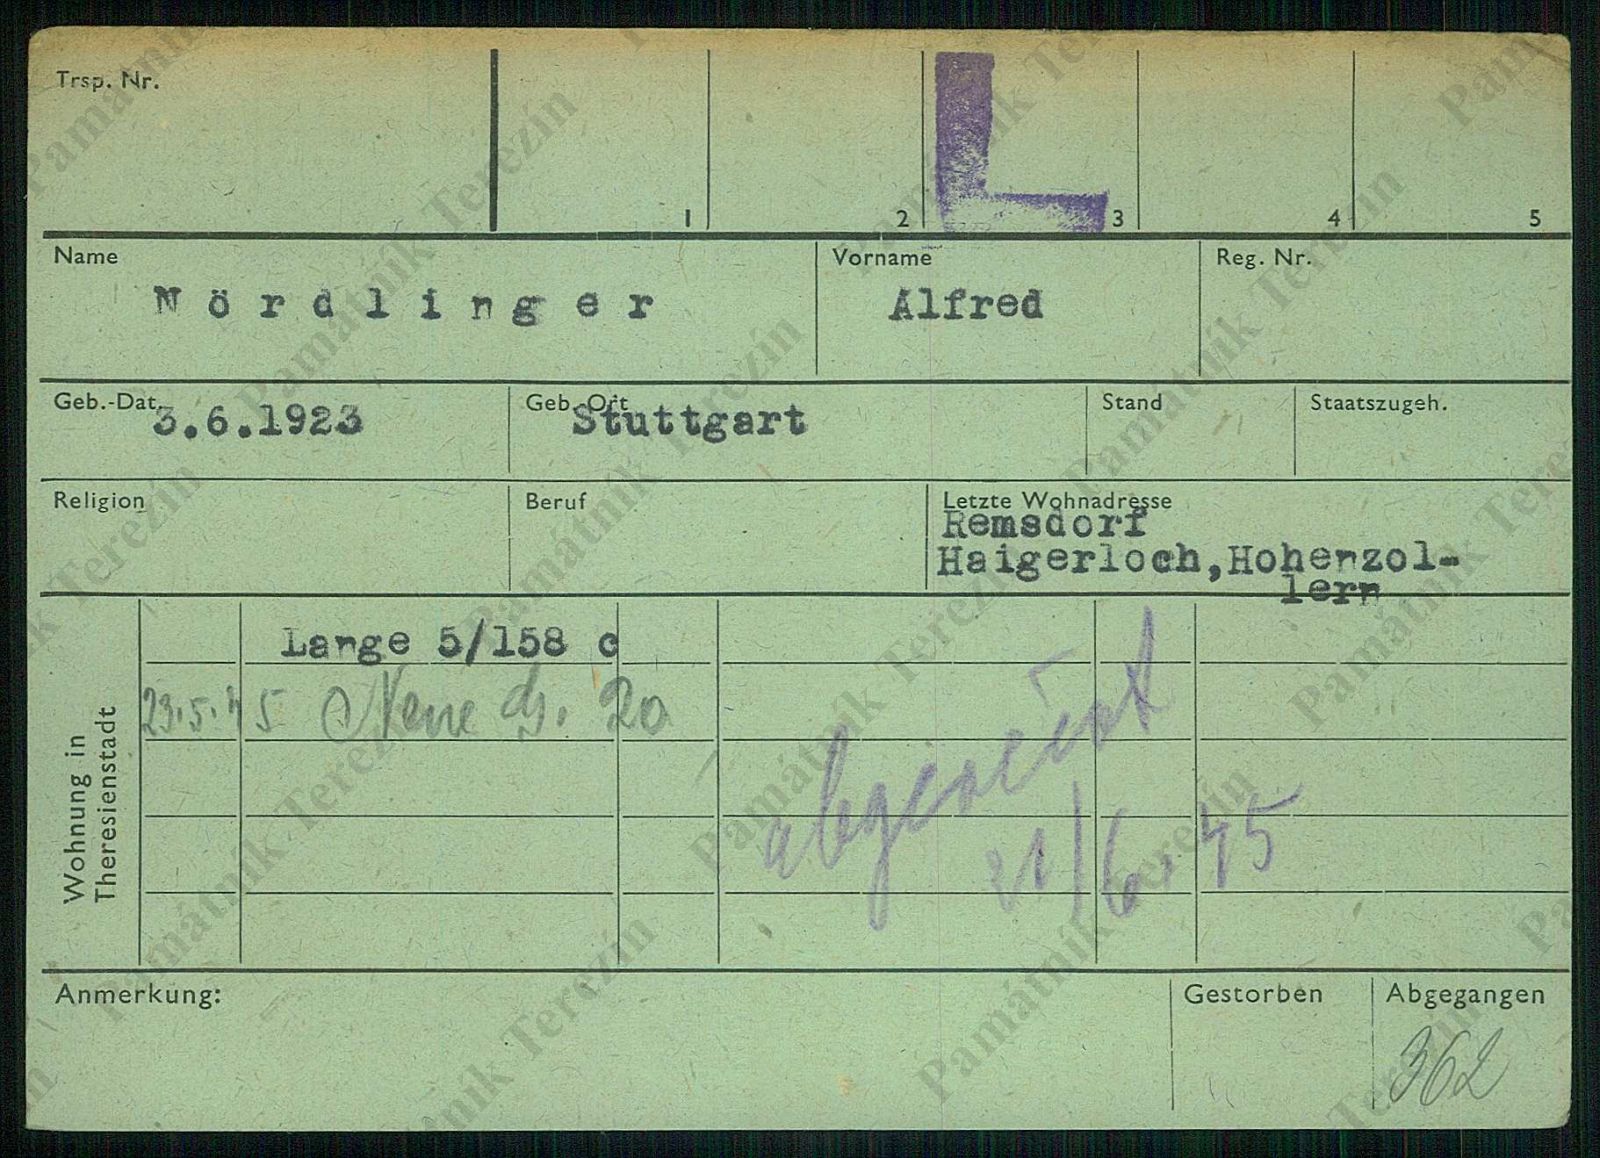 Trsp. Nr.
L
1 2 3 4 5
Name Vorname Reg. Nr.
Nördlinger Alfred
Geb.-Dat. Geb. Ort Stand Staatszugeh.
3.6.1923 Stuttgart
Religion Beruf Letzte Wohnadresse
Remsdorf
Haigerloch, Hohenzol-
lern
Wohnung in
Theresienstadt
Lange 5/158 c
23.5.45 Neue G. 20
abgereist
21/6.45
Anmerkung: Gestorben Abgegangen
362
Památník Terezín